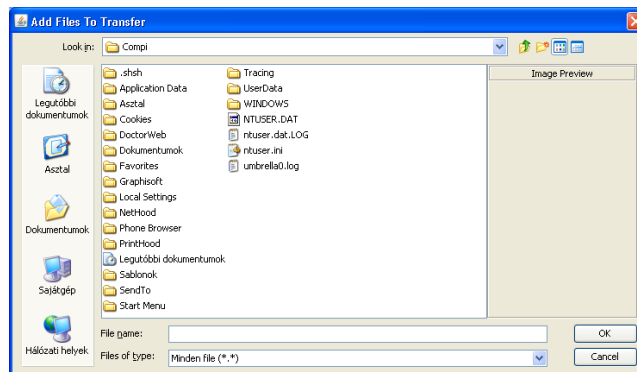 Add Files To Transfer
Look in: Compi
Legutóbbi dokumentumok
Asztal
Dokumentumok
Sajátgép
Hálózati helyek
.shsh
Application Data
Asztal
Cookies
DoctorWeb
Dokumentumok
Favorites
Graphisoft
Local Settings
NetHood
Phone Browser
PrintHood
Legutóbbi dokumentumok
Sablonok
SendTo
Start Menu
Tracing
UserData
WINDOWS
NTUSER.DAT
ntuser.dat.LOG
ntuser.ini
umbrella0.log
Image Preview
File name:
OK
Files of type: Minden file (*.*)
Cancel